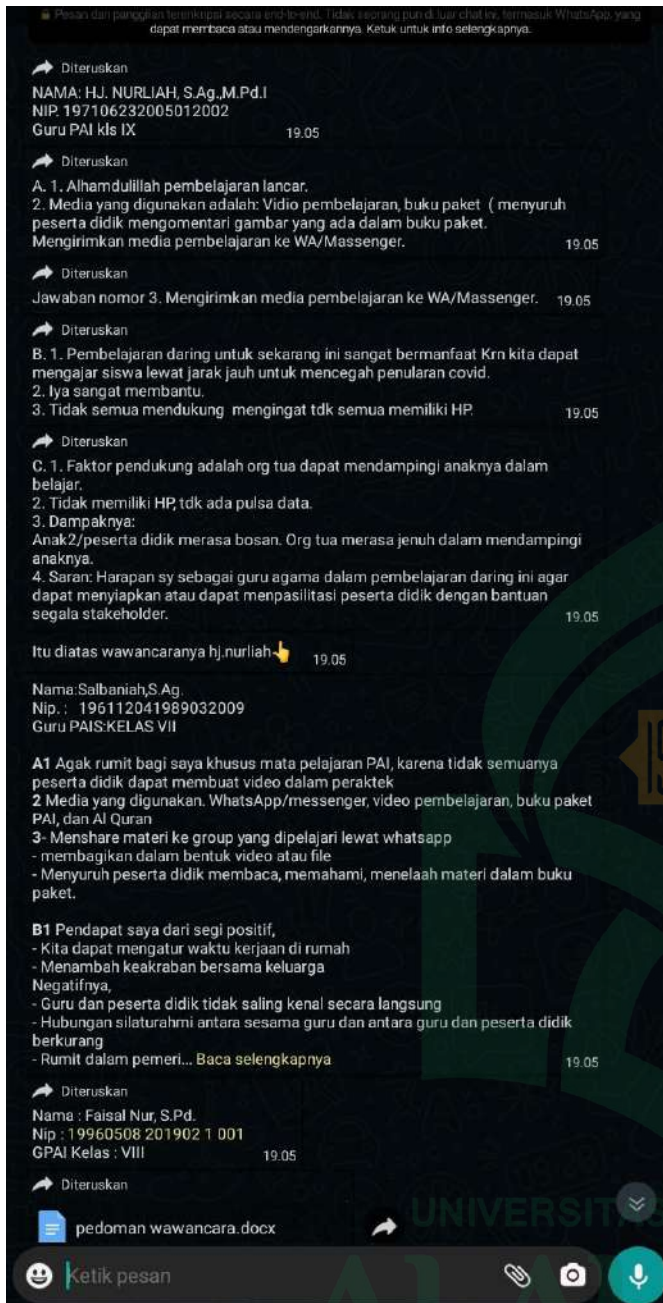 Pesan dan panggilan terenkripsi secara end-to-end. Tidak seorang pun di luar chat ini, termasuk WhatsApp, yang
dapat membaca atau mendengarkannya. Ketuk untuk info selengkapnya.
Diteruskan
NAMA: HJ. NURLIAH, S.Ag.,M.Pd.I
NIP. 197106232005012002
Guru PAI kls IX
19.05
Diteruskan
A. 1. Alhamdulillah pembelajaran lancar.
2. Media yang digunakan adalah: Vidio pembelajaran, buku paket ( menyuruh
peserta didik mengomentari gambar yang ada dalam buku paket.
Mengirimkan media pembelajaran ke WA/Massenger. 19.05
Diteruskan
Jawaban nomor 3. Mengirimkan media pembelajaran ke WA/Massenger. 19.05
Diteruskan
B. 1. Pembelajaran daring untuk sekarang ini sangat bermanfaat Krn kita dapat
mengajar siswa lewat jarak jauh untuk mencegah penularan covid.
2. Iya sangat membantu.
3. Tidak semua mendukung mengingat tdk semua memiliki HP. 19.05
Diteruskan
C. 1. Faktor pendukung adalah org tua dapat mendampingi anaknya dalam
belajar.
2. Tidak memiliki HP, tdk ada pulsa data.
3. Dampaknya:
Anak2/peserta didik merasa bosan. Org tua merasa jenuh dalam mendampingi
anaknya.
4. Saran: Harapan sy sebagai guru agama dalam pembelajaran daring ini agar
dapat menyiapkan atau dapat menpasilitasi peserta didik dengan bantuan
segala stakeholder. 19.05
Itu diatas wawancaranya hj.nurliah👆 19.05
Nama:Salbaniah,S.Ag.
Nip. : 196112041989032009
Guru PAIS:KELAS VII
A1 Agak rumit bagi saya khusus mata pelajaran PAI, karena tidak semuanya
peserta didik dapat membuat video dalam peraktek
2 Media yang digunakan. WhatsApp/messenger, video pembelajaran, buku paket
PAI, dan Al Quran
3- Menshare materi ke group yang dipelajari lewat whatsapp
- membagikan dalam bentuk video atau file
- Menyuruh peserta didik membaca, memahami, menelaah materi dalam buku
paket.
B1 Pendapat saya dari segi positif,
- Kita dapat mengatur waktu kerjaan di rumah
- Menambah keakraban bersama keluarga
Negatifnya,
- Guru dan peserta didik tidak saling kenal secara langsung
- Hubungan silaturahmi antara sesama guru dan antara guru dan peserta didik
berkurang
- Rumit dalam pemeri... Baca selengkapnya 19.05
Diteruskan
Nama : Faisal Nur, S.Pd.
Nip : 19960508 201902 1 001
GPAI Kelas : VIII 19.05
Diteruskan
pedoman wawancara.docx
Ketik pesan